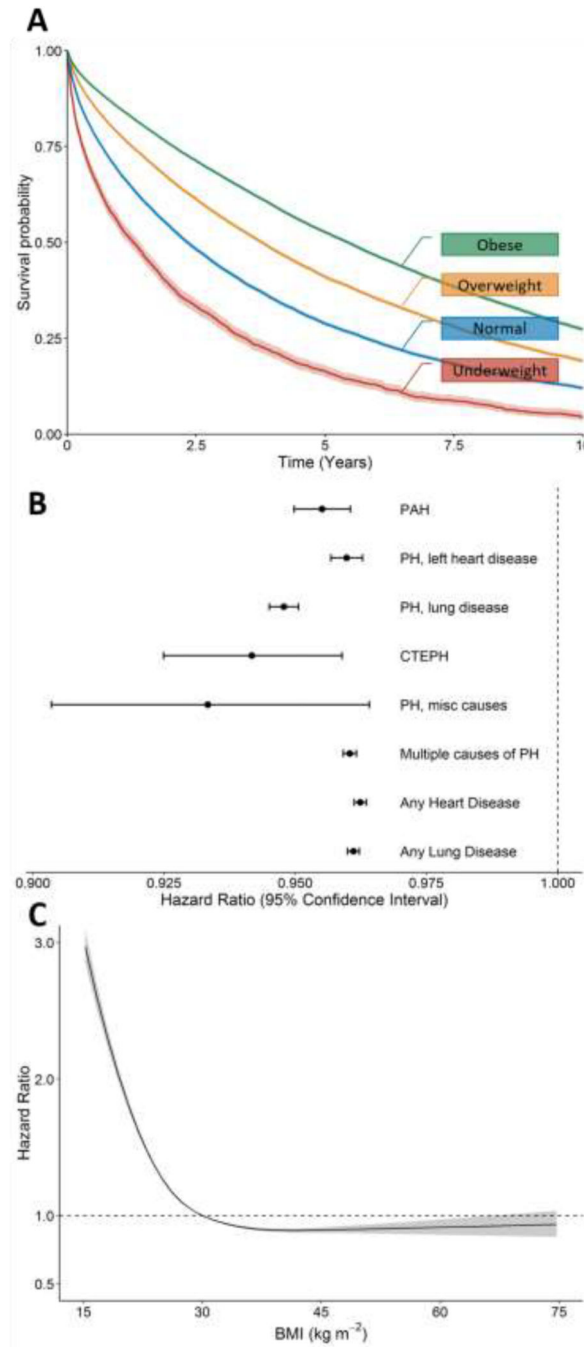 A
1.00
0.75
0.50
0.25
0.00
Survival probability
Obese
Overweight
Normal
Underweight
0 2.5 5 7.5 10
Time (Years)
B
PAH
PH, left heart disease
PH, lung disease
CTEPH
PH, misc causes
Multiple causes of PH
Any Heart Disease
Any Lung Disease
0.900 0.925 0.950 0.975 1.000
Hazard Ratio (95% Confidence Interval)
C
3.0
2.0
1.0
0.5
Hazard Ratio
15 30 45 60 75
BMI (kg m⁻²)